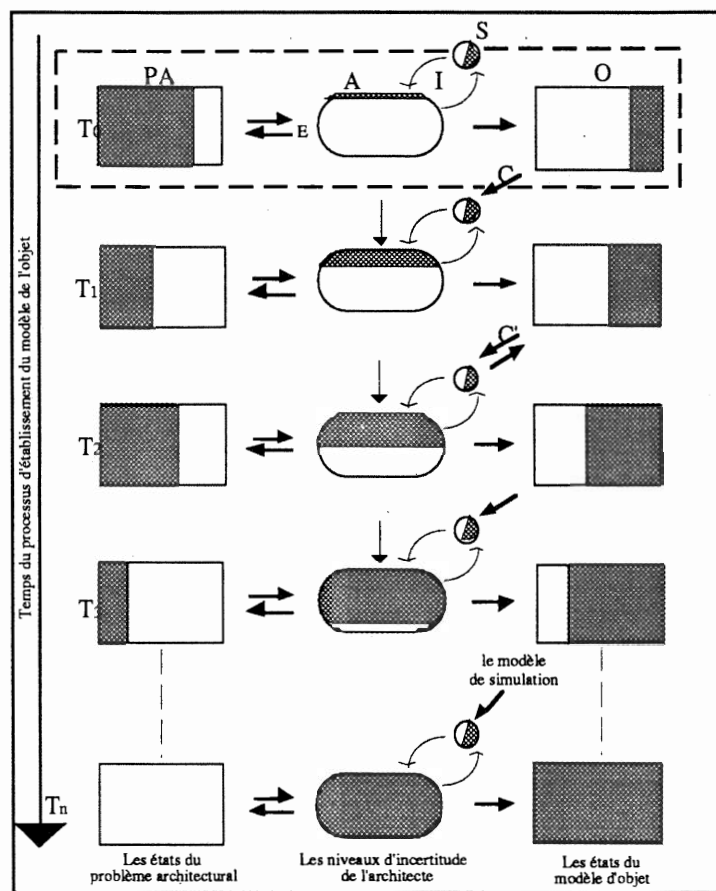 S
PA
A
I
O
T0
E
C
T1
C'
T2
T3
le modèle
de simulation
Tn
Temps du processus d'établissement du modèle de l'objet
Les états du
problème architectural
Les niveaux d'incertitude
de l'architecte
Les états du
modèle d'objet